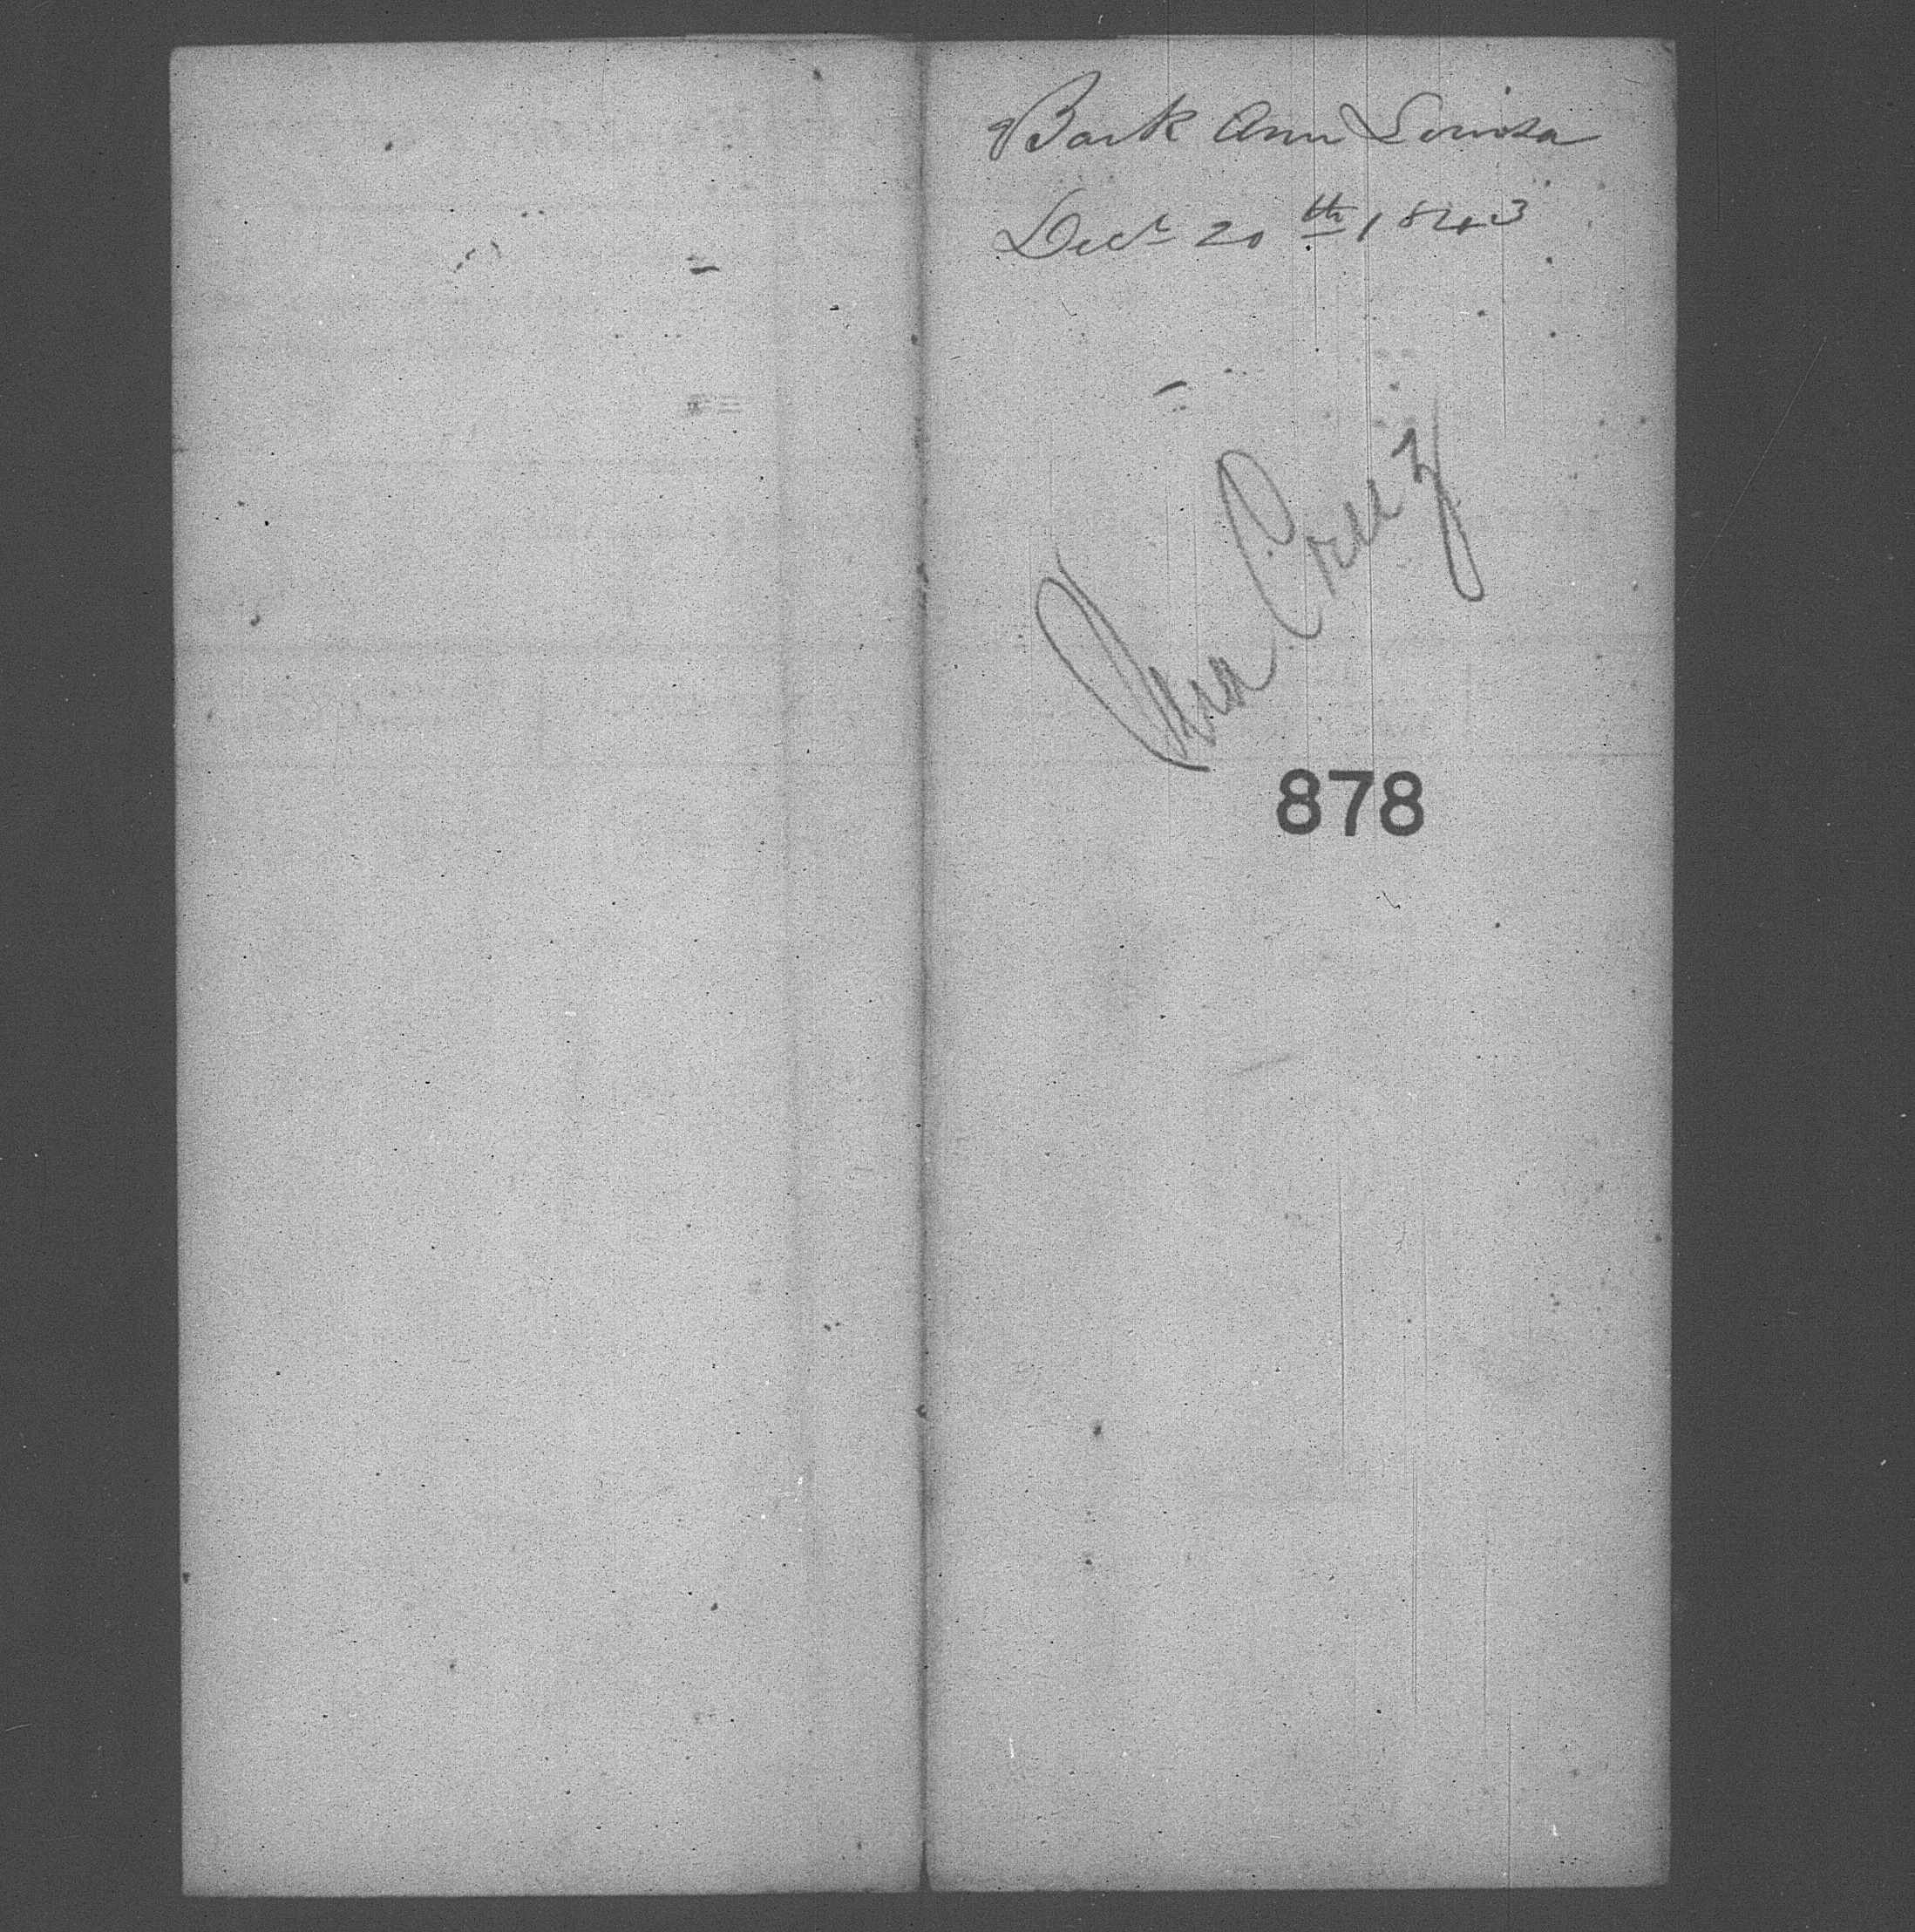 Bark Ann Louisa
Decr 20th 1843
Vera Cruz
878